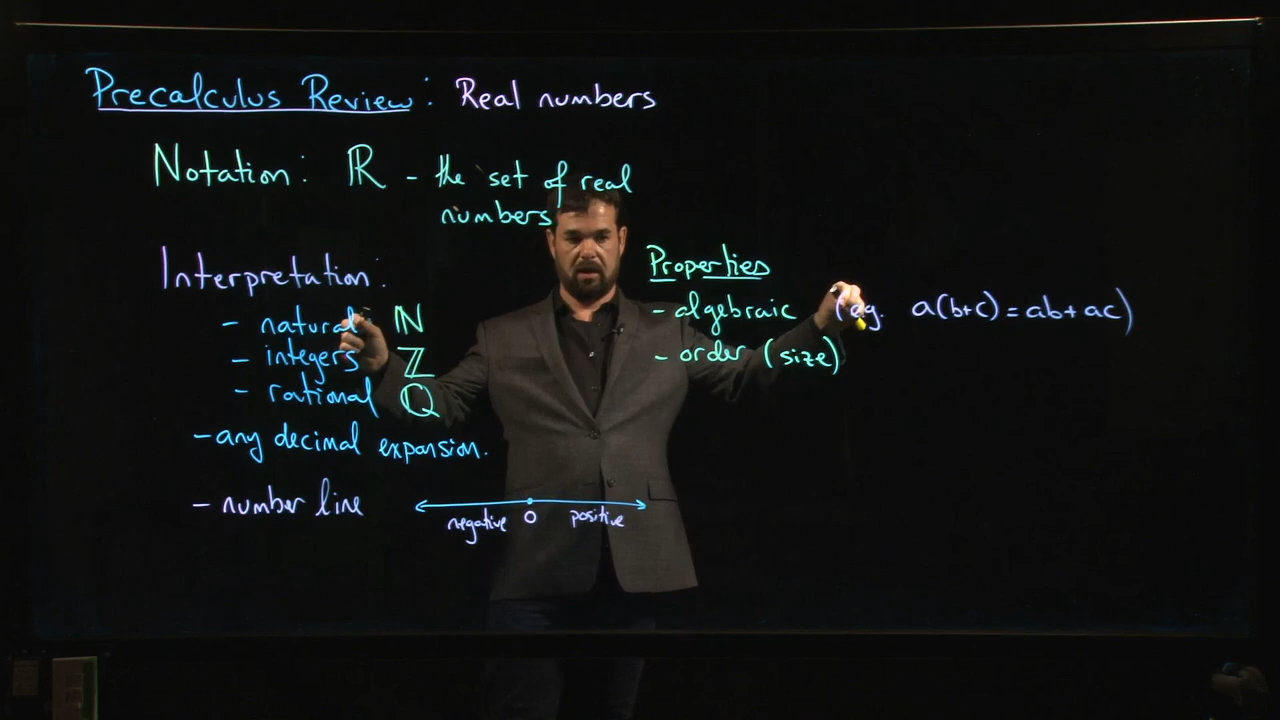 Precalculus Review: Real numbers
Notation: ℝ - the set of real
numbers
Interpretation:
- natural ℕ
- integers ℤ
- rational ℚ
- any decimal expansion.
- number line
negative 0 positive
Properties
- algebraic (eg. a(b+c) = ab + ac)
- order (size)